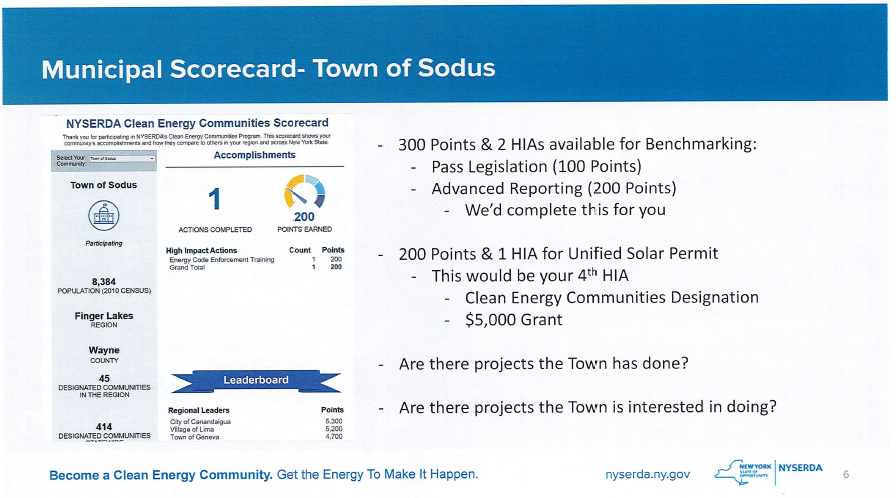 Municipal Scorecard- Town of Sodus
NYSERDA Clean Energy Communities Scorecard
Thank you for participating in NYSERDA's Clean Energy Communities Program. This scorecard shows your
community's accomplishments and how they compare to others in your region and across New York State.
Select Your
Community
Town of Sodus
Accomplishments
Town of Sodus
Participating
8,384
POPULATION (2010 CENSUS)
Finger Lakes
REGION
Wayne
COUNTY
45
DESIGNATED COMMUNITIES
IN THE REGION
414
DESIGNATED COMMUNITIES
STATEWIDE
1
ACTIONS COMPLETED
200
POINTS EARNED
High Impact Actions Count Points
Energy Code Enforcement Training 1 200
Grand Total 1 200
Leaderboard
Regional Leaders Points
City of Canandaigua 5,300
Village of Lima 5,200
Town of Geneva 4,700
- 300 Points & 2 HIAs available for Benchmarking:
- Pass Legislation (100 Points)
- Advanced Reporting (200 Points)
- We'd complete this for you
- 200 Points & 1 HIA for Unified Solar Permit
- This would be your 4th HIA
- Clean Energy Communities Designation
- $5,000 Grant
- Are there projects the Town has done?
- Are there projects the Town is interested in doing?
Become a Clean Energy Community. Get the Energy To Make It Happen.
nyserda.ny.gov
NEW YORK
STATE OF
OPPORTUNITY
NYSERDA
6